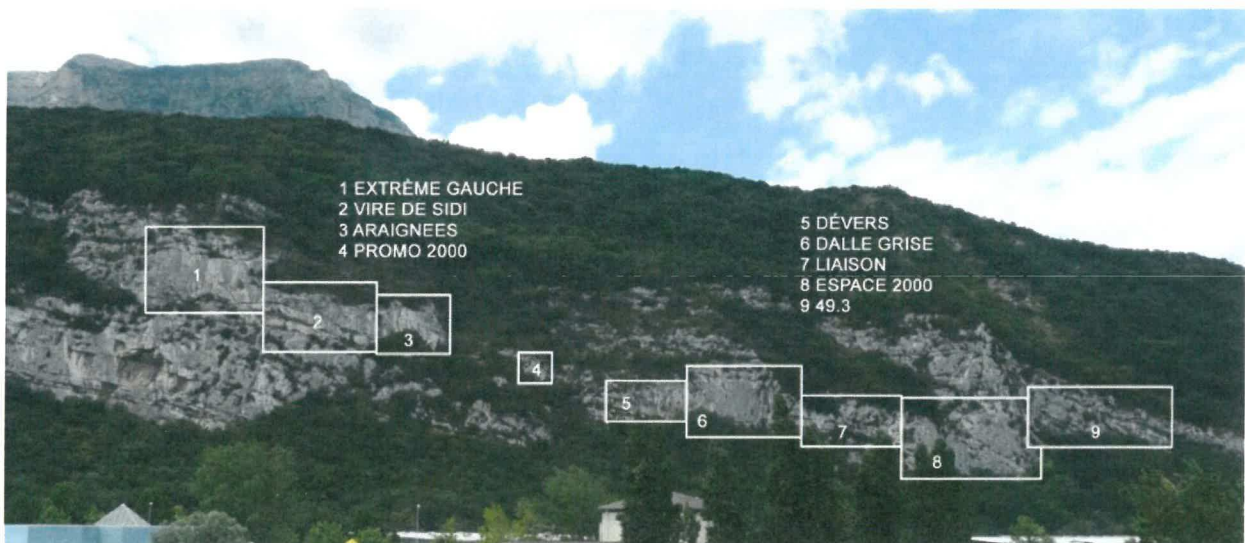 1 EXTRÊME GAUCHE
2 VIRE DE SIDI
3 ARAIGNEES
4 PROMO 2000
5 DÉVERS
6 DALLE GRISE
7 LIAISON
8 ESPACE 2000
9 49.3
1
2
3
4
5
6
7
8
9